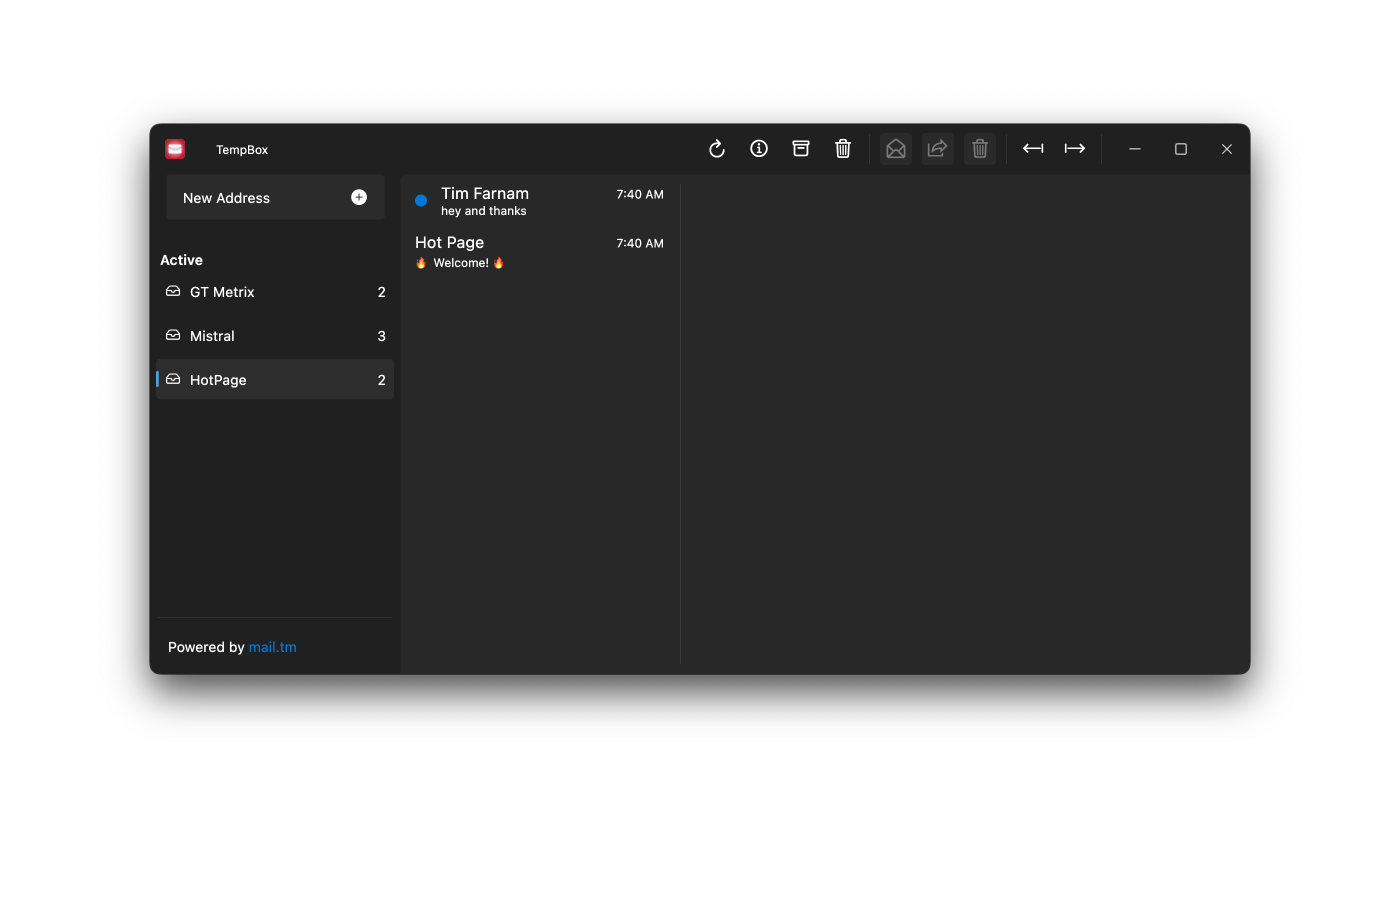 TempBox
New Address
Active
GT Metrix 2
Mistral 3
HotPage 2
Powered by mail.tm
Tim Farnam 7:40 AM
hey and thanks
Hot Page 7:40 AM
🔥 Welcome! 🔥